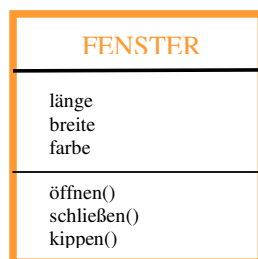 FENSTER
länge
breite
farbe
öffnen()
schließen()
kippen()